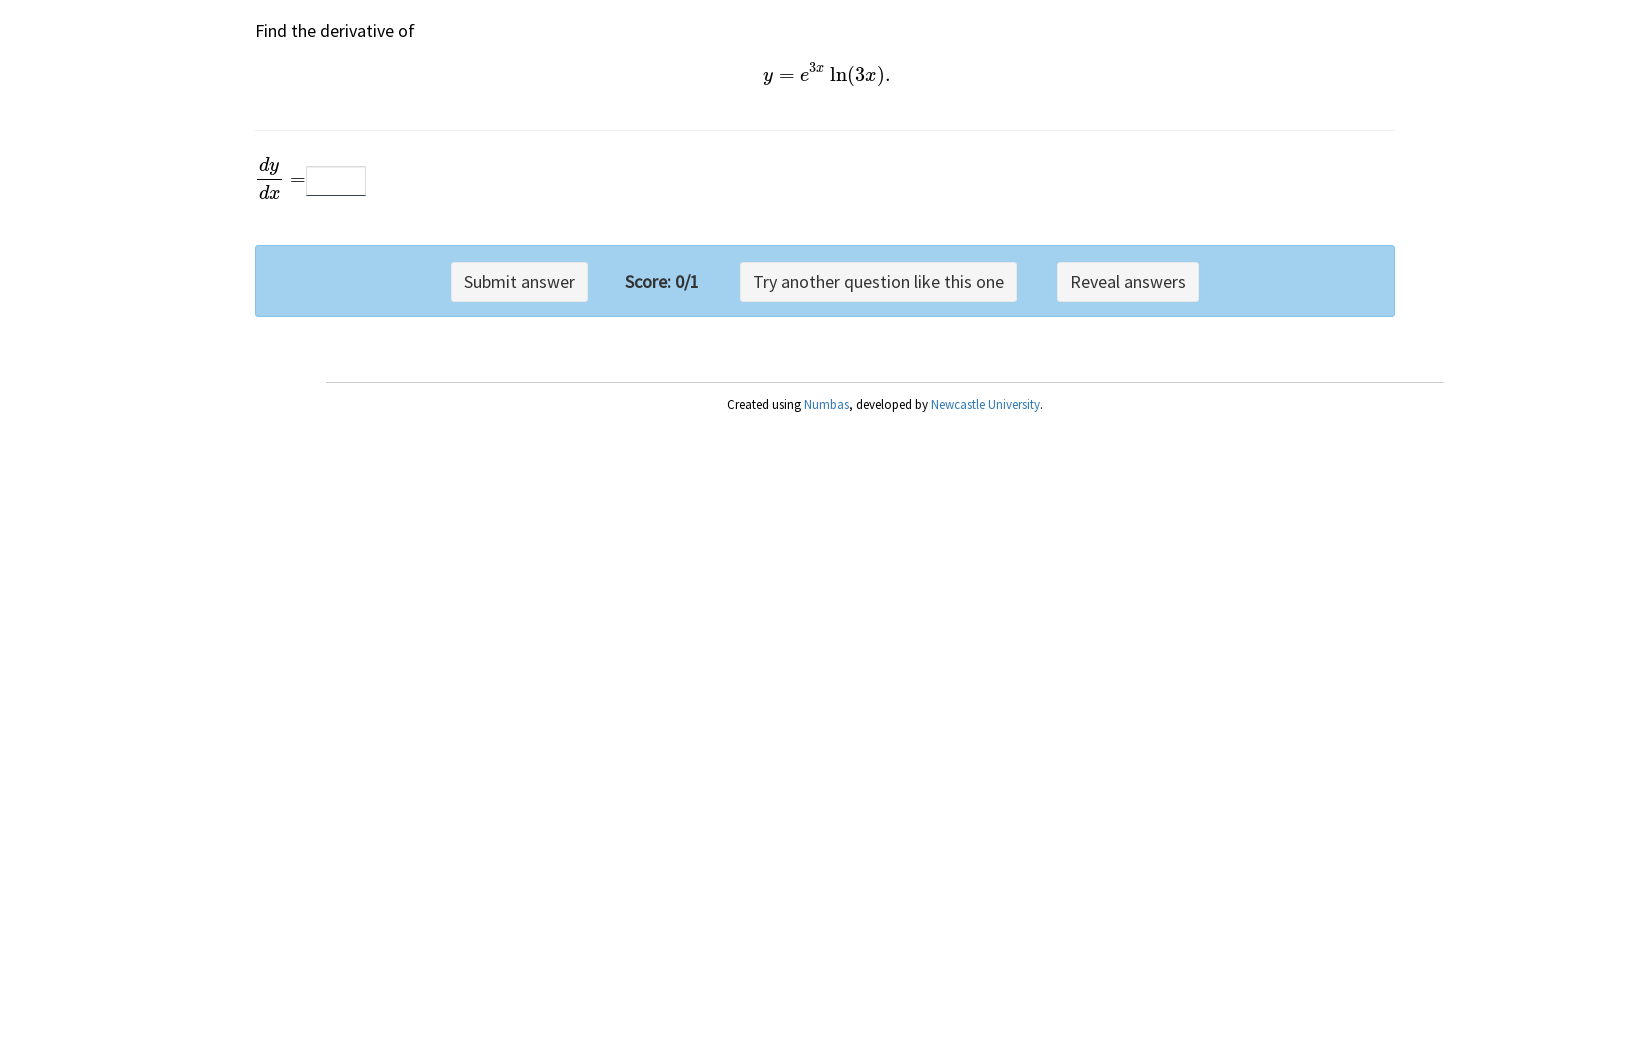 Find the derivative of
y = e^{3x} ln(3x).
dy/dx =
Submit answer Score: 0/1 Try another question like this one Reveal answers
Created using Numbas, developed by Newcastle University.